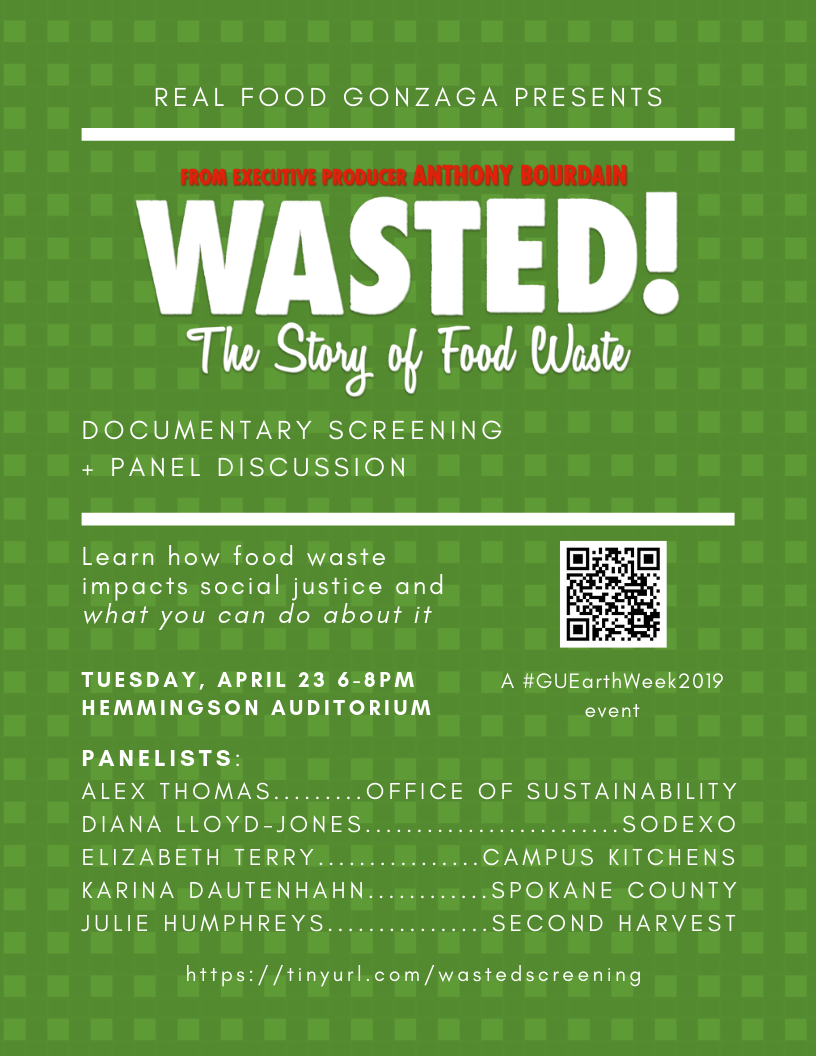 REAL FOOD GONZAGA PRESENTS
FROM EXECUTIVE PRODUCER ANTHONY BOURDAIN
WASTED!
The Story of Food Waste
DOCUMENTARY SCREENING
+ PANEL DISCUSSION
Learn how food waste
impacts social justice and
what you can do about it
TUESDAY, APRIL 23 6-8PM
HEMMINGSON AUDITORIUM
A #GUEarthWeek2019
event
PANELISTS:
ALEX THOMAS.........OFFICE OF SUSTAINABILITY
DIANA LLOYD-JONES.........................SODEXO
ELIZABETH TERRY................CAMPUS KITCHENS
KARINA DAUTENHAHN............SPOKANE COUNTY
JULIE HUMPHREYS................SECOND HARVEST
https://tinyurl.com/wastedscreening